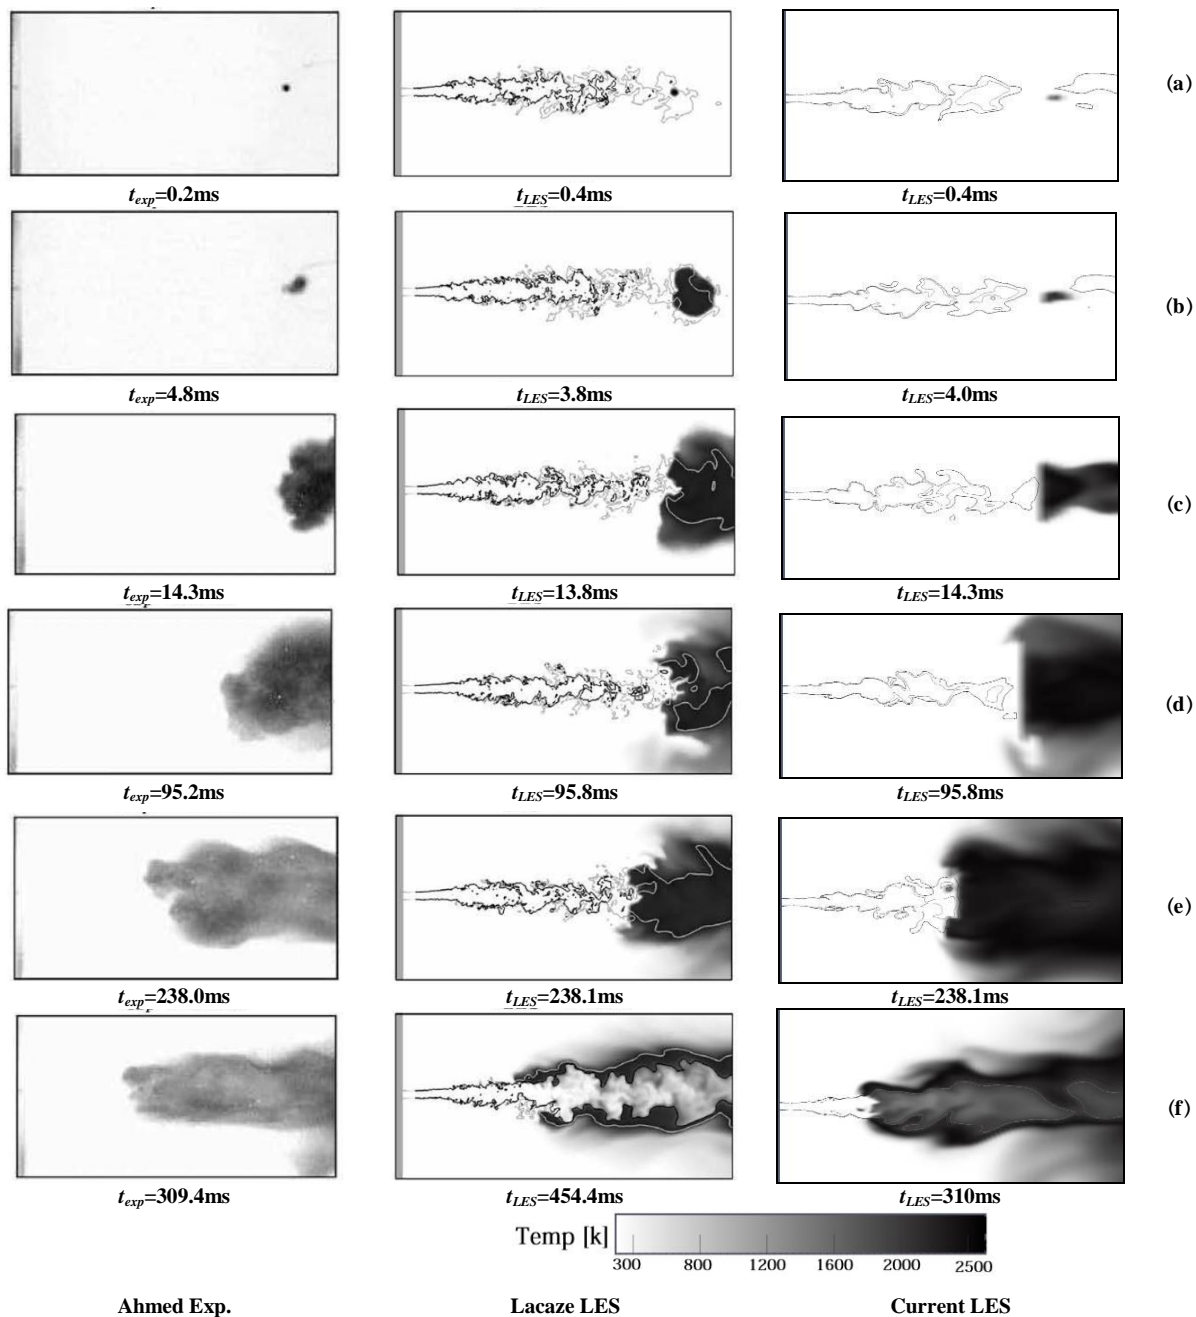 (a)
t_exp=0.2ms t_LES=0.4ms t_LES=0.4ms
(b)
t_exp=4.8ms t_LES=3.8ms t_LES=4.0ms
(c)
t_exp=14.3ms t_LES=13.8ms t_LES=14.3ms
(d)
t_exp=95.2ms t_LES=95.8ms t_LES=95.8ms
(e)
t_exp=238.0ms t_LES=238.1ms t_LES=238.1ms
(f)
t_exp=309.4ms t_LES=454.4ms t_LES=310ms
Temp [k]
300 800 1200 1600 2000 2500
Ahmed Exp. Lacaze LES Current LES